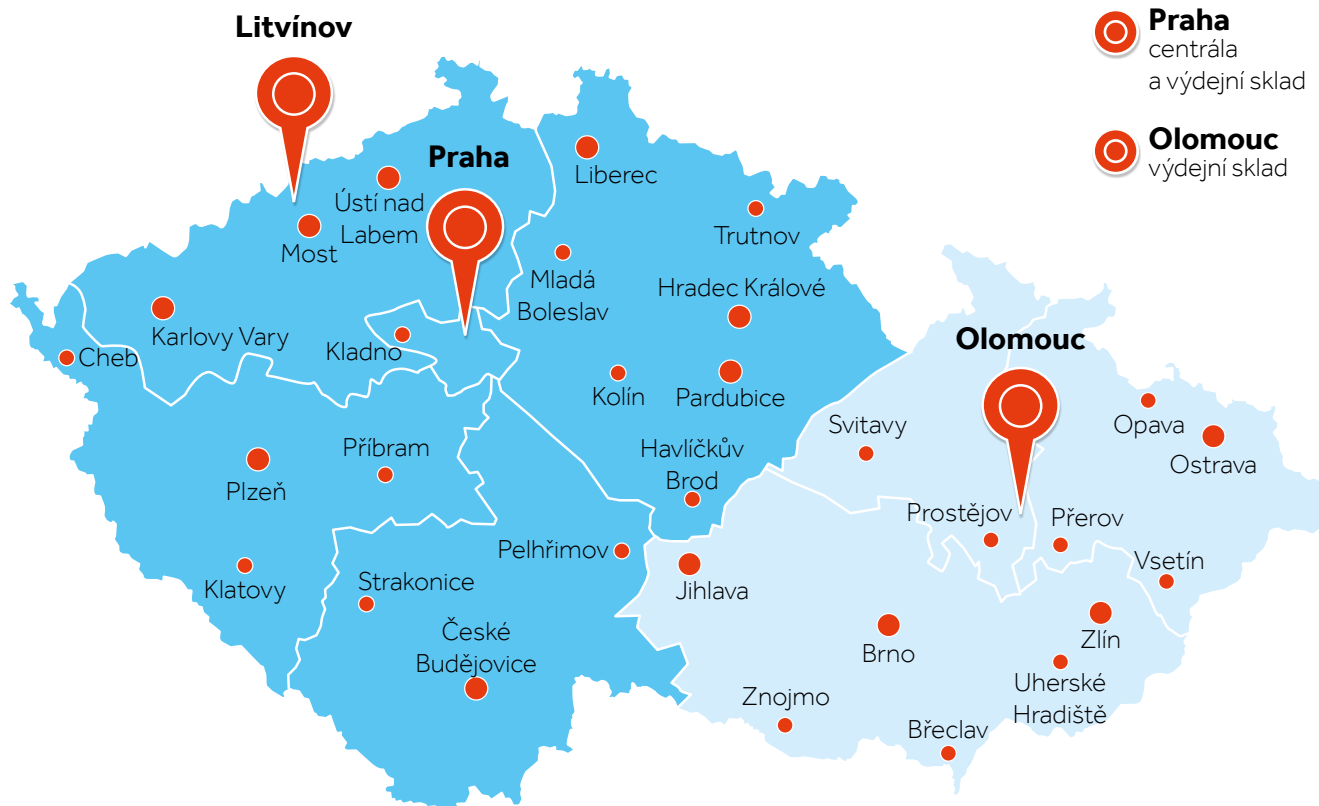 Litvínov
Praha
centrála
a výdejní sklad
Olomouc
výdejní sklad
Praha
Liberec
Ústí nad
Labem
Most
Trutnov
Mladá
Boleslav
Hradec Králové
Karlovy Vary
Kladno
Cheb
Kolín
Pardubice
Olomouc
Svitavy
Opava
Ostrava
Příbram
Plzeň
Havlíčkův
Brod
Prostějov
Přerov
Pelhřimov
Vsetín
Klatovy
Strakonice
Jihlava
České
Budějovice
Brno
Zlín
Uherské
Hradiště
Znojmo
Břeclav